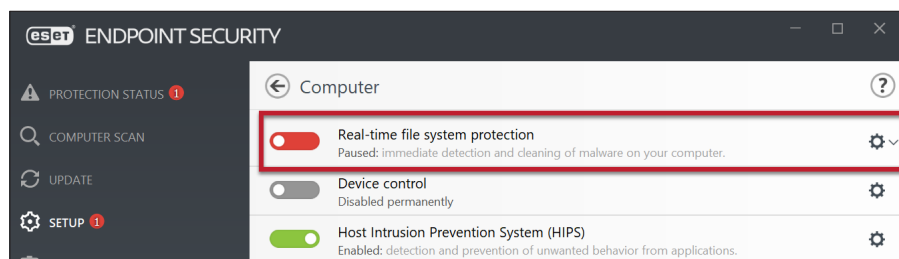 eset ENDPOINT SECURITY
PROTECTION STATUS 1
COMPUTER SCAN
UPDATE
SETUP 1
Computer
?
Real-time file system protection
Paused: immediate detection and cleaning of malware on your computer.
Device control
Disabled permanently
Host Intrusion Prevention System (HIPS)
Enabled: detection and prevention of unwanted behavior from applications.